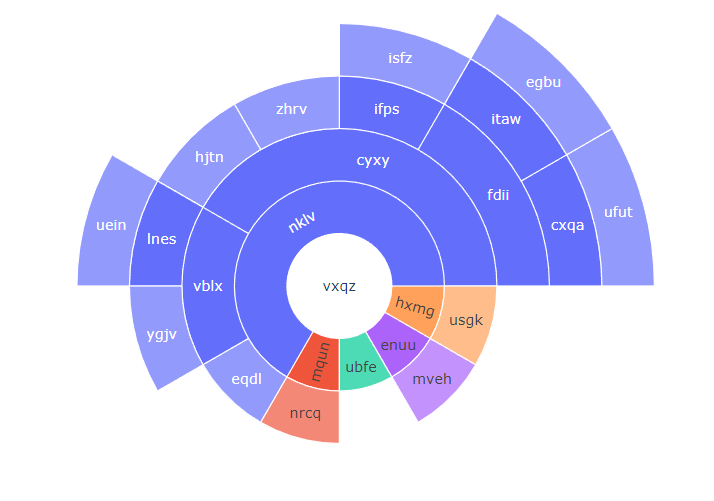 isfz
egbu
zhrv
ifps
itaw
hjtn
cyxy
fdii
uein
lnes
nklv
cxqa
ufut
vblx
vxqz
hxmg
ygjv
usgk
mqun
enuu
ubfe
eqdl
mveh
nrcq